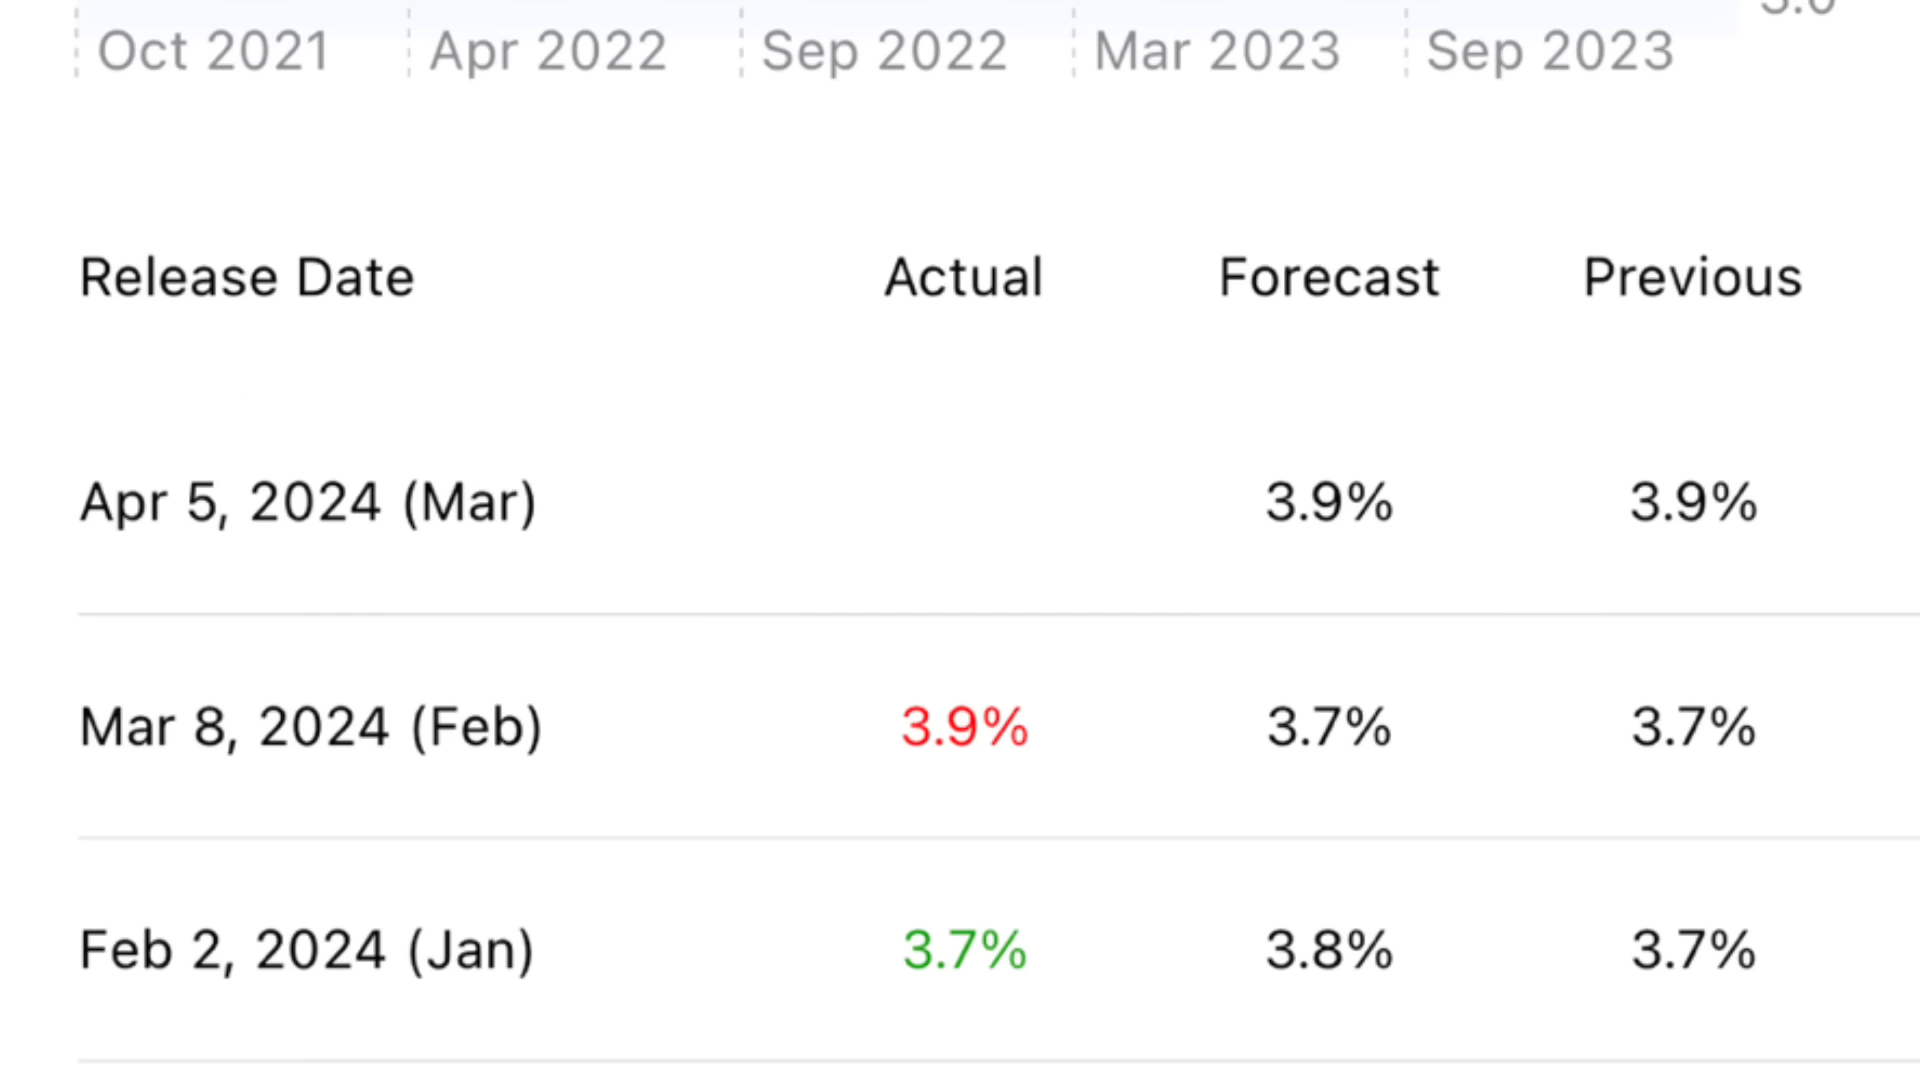 Oct 2021 Apr 2022 Sep 2022 Mar 2023 Sep 2023
Release Date Actual Forecast Previous
Apr 5, 2024 (Mar) 3.9% 3.9%
Mar 8, 2024 (Feb) 3.9% 3.7% 3.7%
Feb 2, 2024 (Jan) 3.7% 3.8% 3.7%